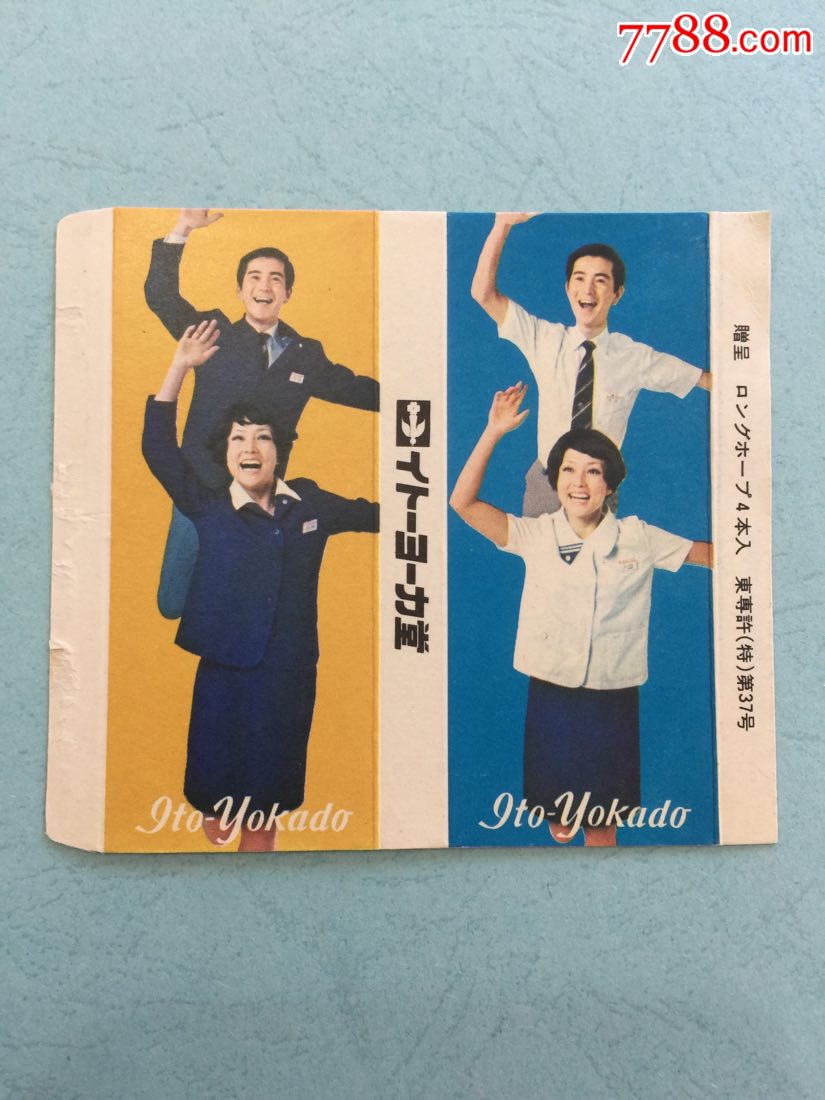 7788.com
イトーヨーカ堂
Ito-Yokado
Ito-Yokado
贈呈 ロングホープ4本入 東専許(特)第37号